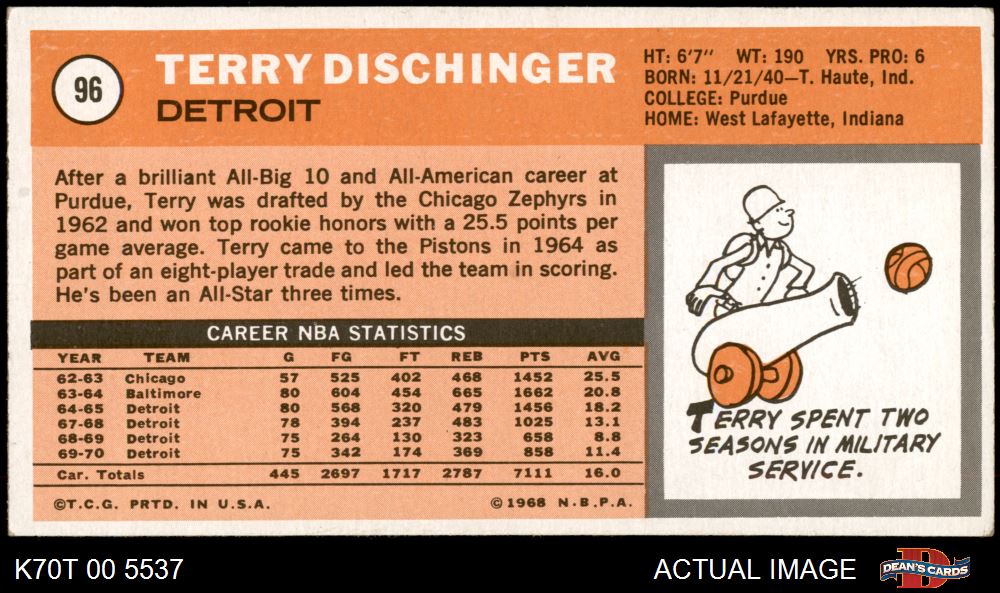 96
TERRY DISCHINGER
DETROIT
HT: 6'7" WT: 190 YRS. PRO: 6
BORN: 11/21/40—T. Haute, Ind.
COLLEGE: Purdue
HOME: West Lafayette, Indiana
After a brilliant All-Big 10 and All-American career at
Purdue, Terry was drafted by the Chicago Zephyrs in
1962 and won top rookie honors with a 25.5 points per
game average. Terry came to the Pistons in 1964 as
part of an eight-player trade and led the team in scoring.
He's been an All-Star three times.
CAREER NBA STATISTICS
YEAR TEAM G FG FT REB PTS AVG
62-63 Chicago 57 525 402 468 1452 25.5
63-64 Baltimore 80 604 454 665 1662 20.8
64-65 Detroit 80 568 320 479 1456 18.2
67-68 Detroit 78 394 237 483 1025 13.1
68-69 Detroit 75 264 130 323 658 8.8
69-70 Detroit 75 342 174 369 858 11.4
Car. Totals 445 2697 1717 2787 7111 16.0
©T.C.G. PRTD. IN U.S.A. ©1968 N.B.P.A.
TERRY SPENT TWO
SEASONS IN MILITARY
SERVICE.
K70T 00 5537
ACTUAL IMAGE
D
DEAN'S CARDS